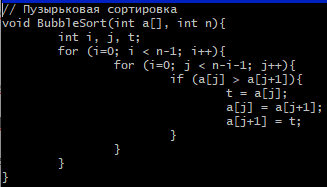 // Пузырьковая сортировка
void BubbleSort(int a[], int n){
int i, j, t;
for (i=0; i < n-1; i++){
for (i=0; j < n-i-1; j++){
if (a[j] > a[j+1]){
t = a[j];
a[j] = a[j+1];
a[j+1] = t;
}
}
}
}